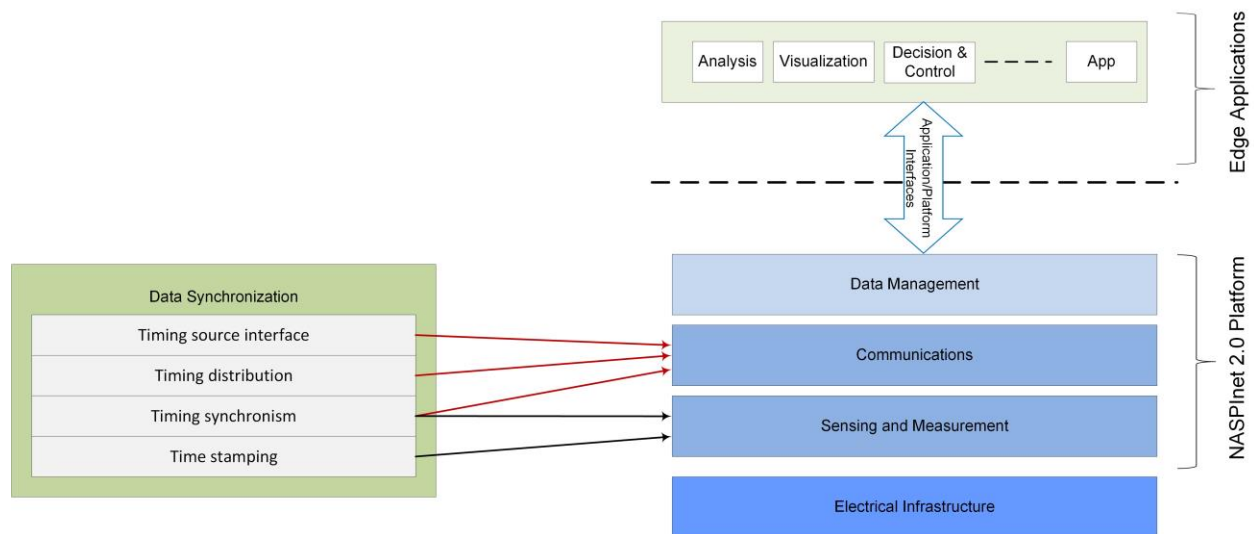 Analysis
Visualization
Decision &
Control
App
Edge Applications
Application/Platform
Interfaces
Data Synchronization
Timing source interface
Timing distribution
Timing synchronism
Time stamping
Data Management
Communications
Sensing and Measurement
NASPInet 2.0 Platform
Electrical Infrastructure